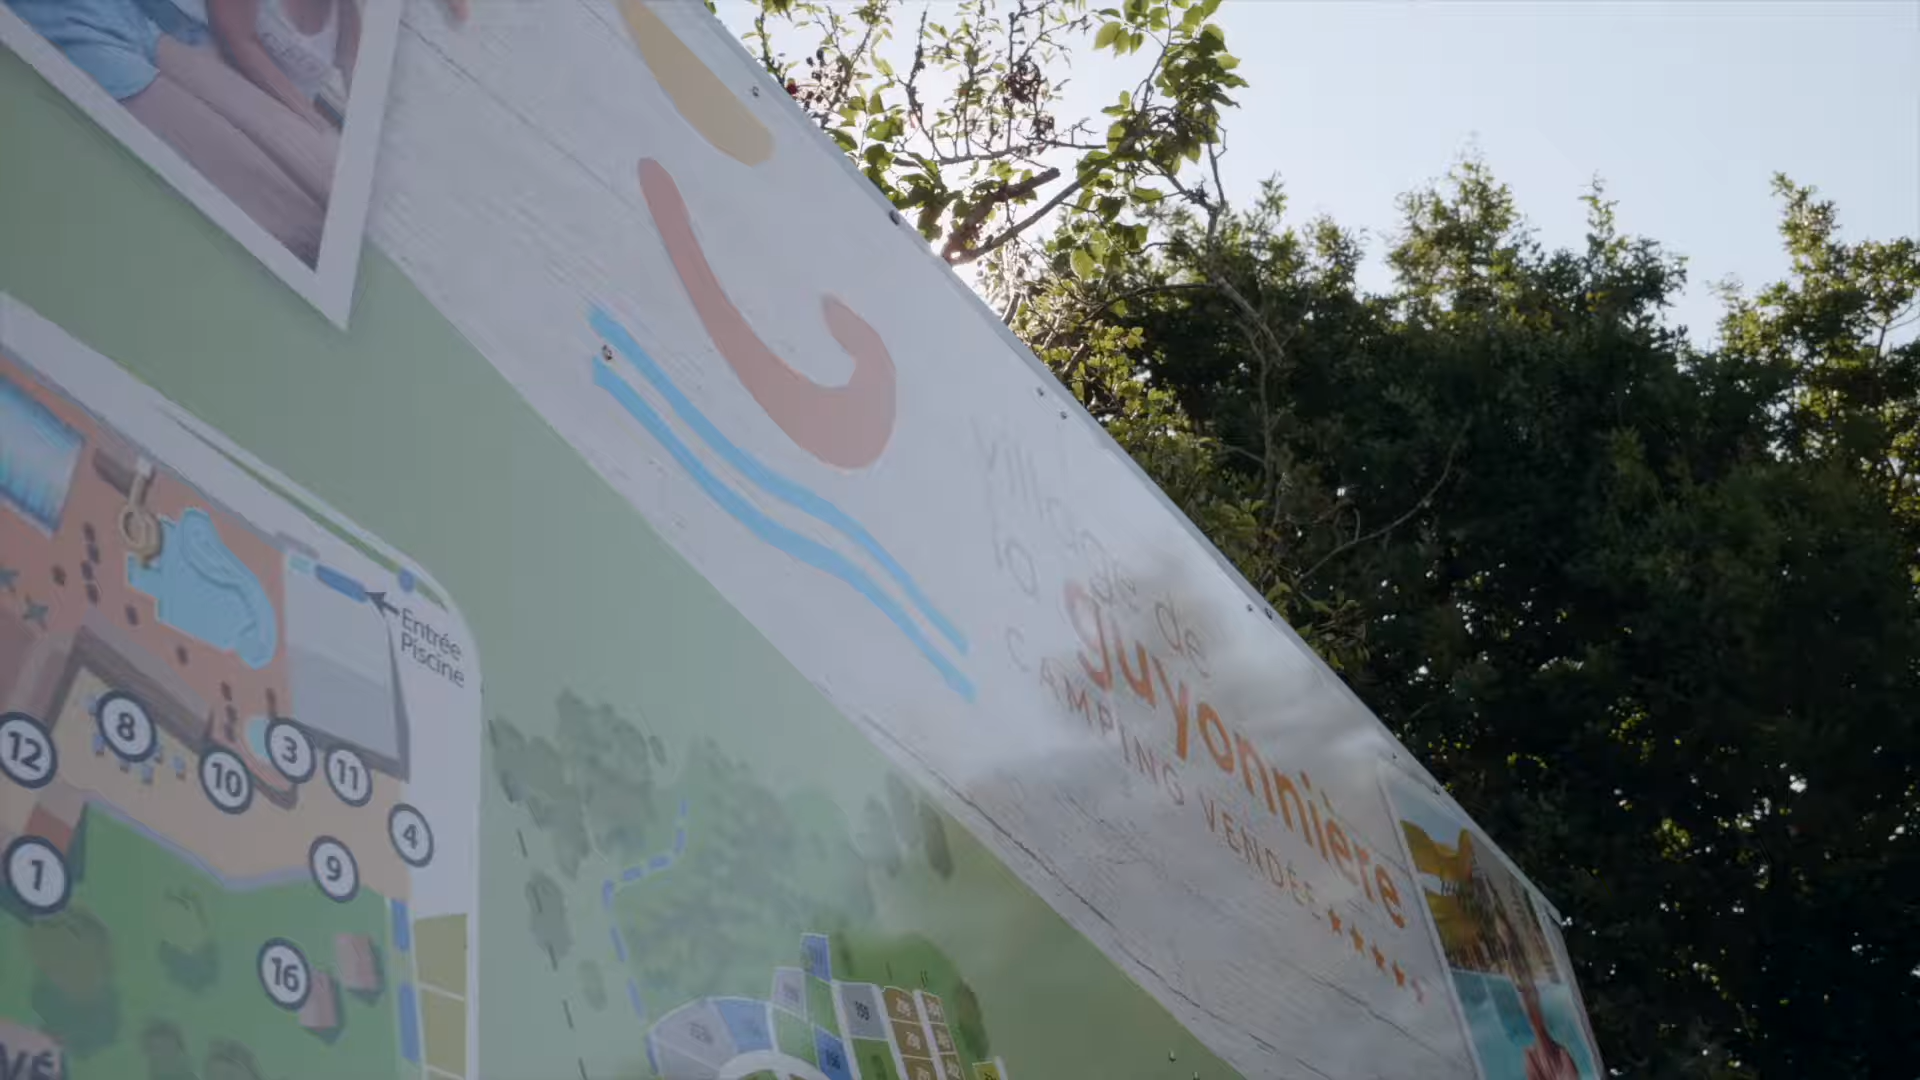 Village de
la guyonnière
CAMPING VENDÉE ★★★★★
Entrée
Piscine
12
8
10
3
11
4
9
1
16